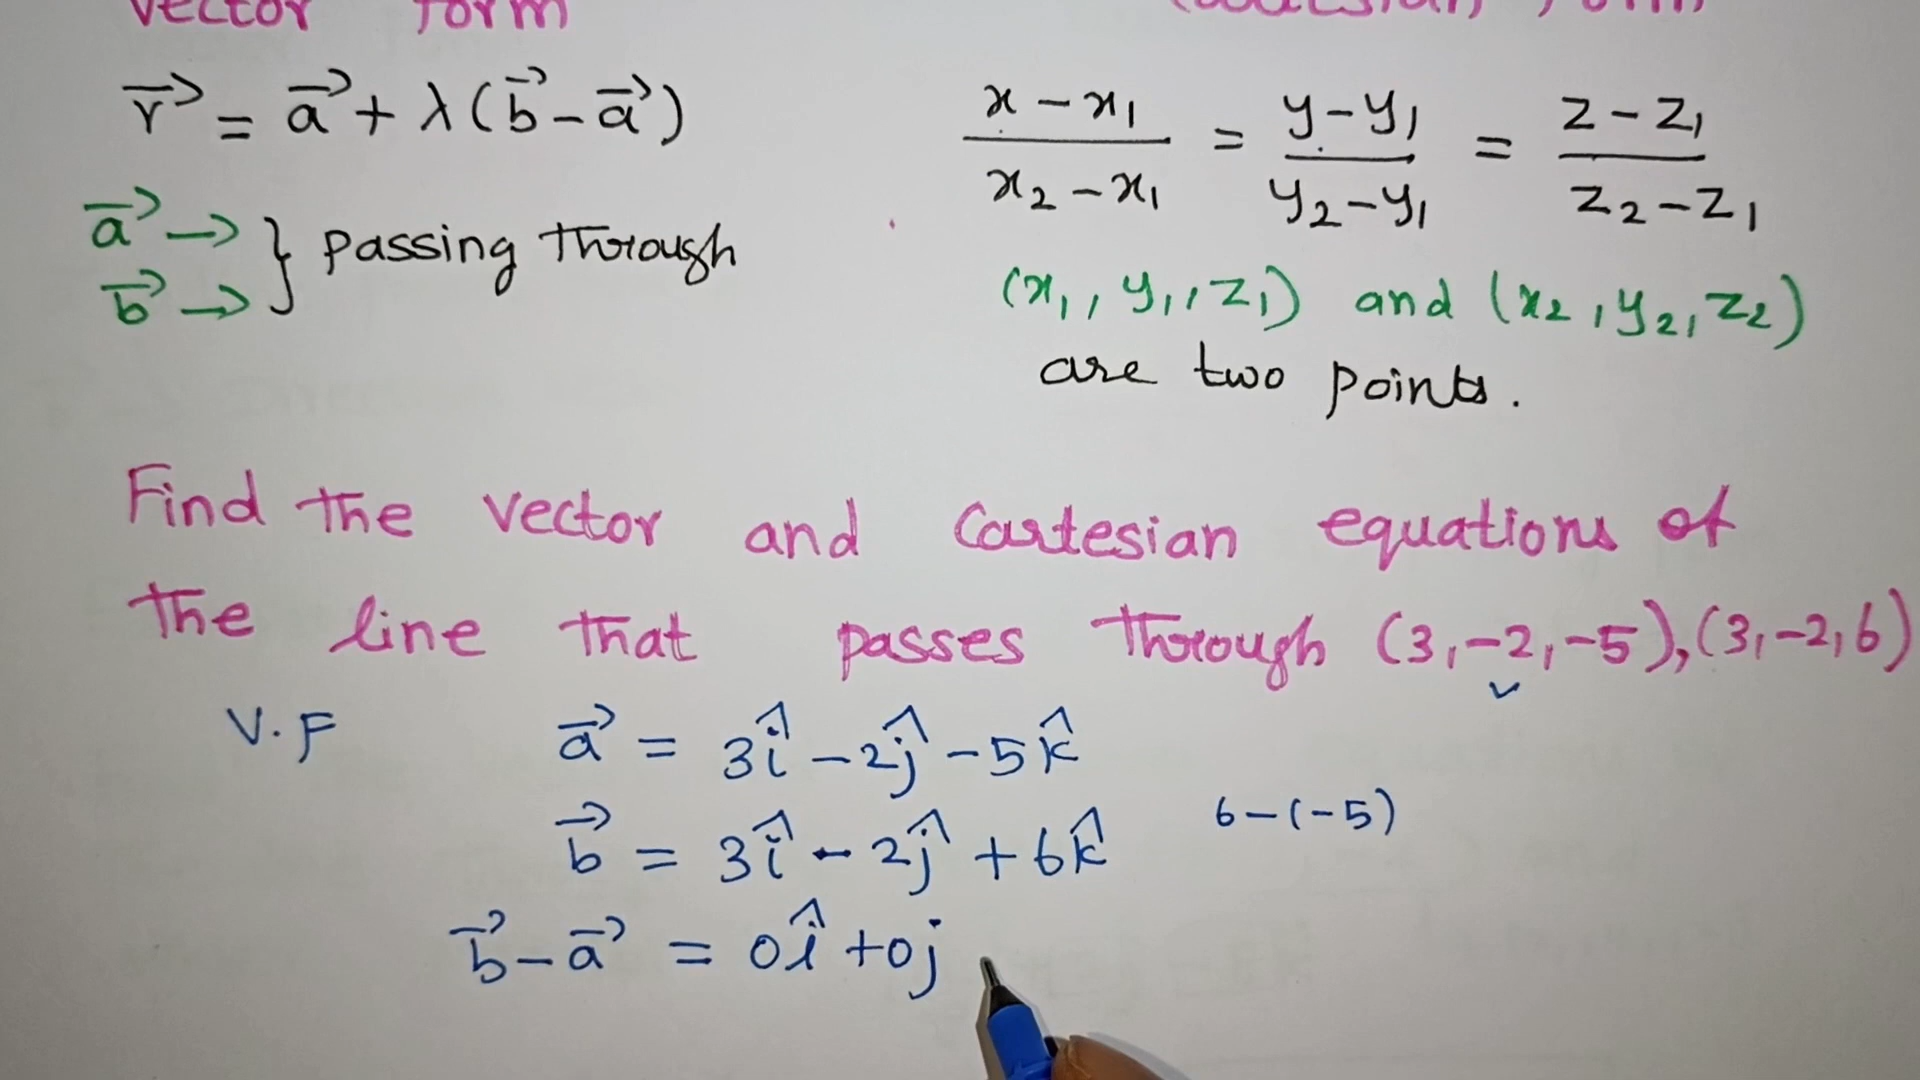 vector form
r⃗ = a⃗ + λ(b⃗ - a⃗)
a⃗ →
b⃗ →
} Passing through
(x - x₁)/(x₂ - x₁) = (y - y₁)/(y₂ - y₁) = (z - z₁)/(z₂ - z₁)
(x₁, y₁, z₁) and (x₂, y₂, z₂)
are two points.
Find the vector and Cartesian equations of
the line that passes through (3, -2, -5), (3, -2, 6)
V.F
a⃗ = 3î - 2ĵ - 5k̂
b⃗ = 3î - 2ĵ + 6k̂
6 - (-5)
b⃗ - a⃗ = 0î + 0j